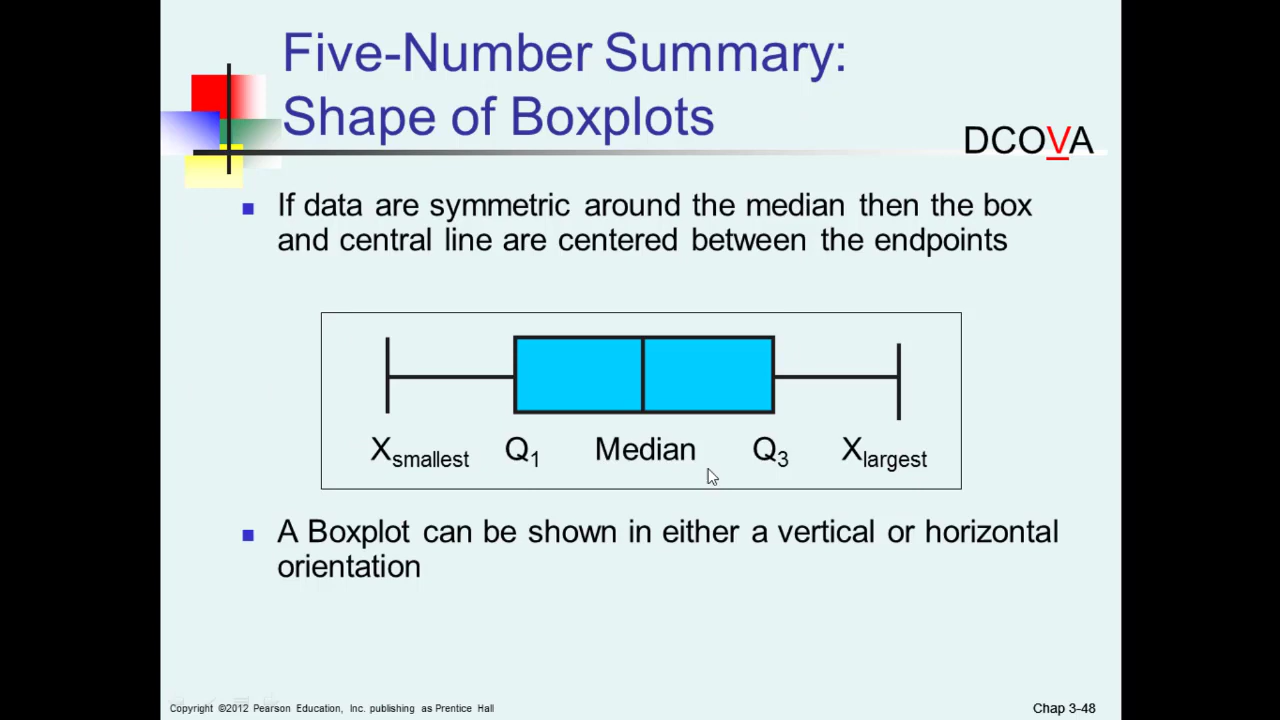 Five-Number Summary:
Shape of Boxplots
DCOVA
If data are symmetric around the median then the box
and central line are centered between the endpoints
Xsmallest Q1 Median Q3 Xlargest
A Boxplot can be shown in either a vertical or horizontal
orientation
Copyright ©2012 Pearson Education, Inc. publishing as Prentice Hall
Chap 3-48